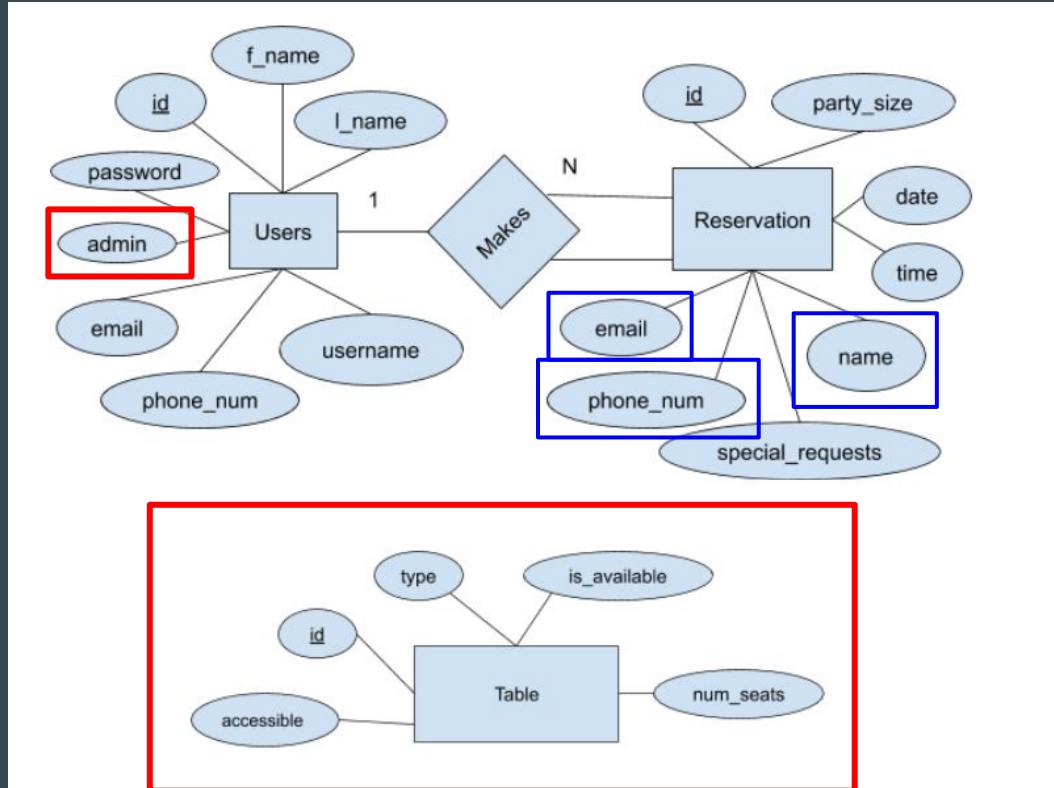 f_name
id
l_name
password
admin
Users
email
username
phone_num
1
Makes
N
id
party_size
Reservation
date
time
email
name
phone_num
special_requests
type
is_available
id
Table
num_seats
accessible